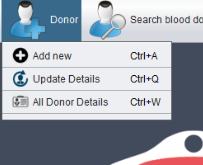 Donor Search blood do
Add new Ctrl+A
Update Details Ctrl+Q
All Donor Details Ctrl+W